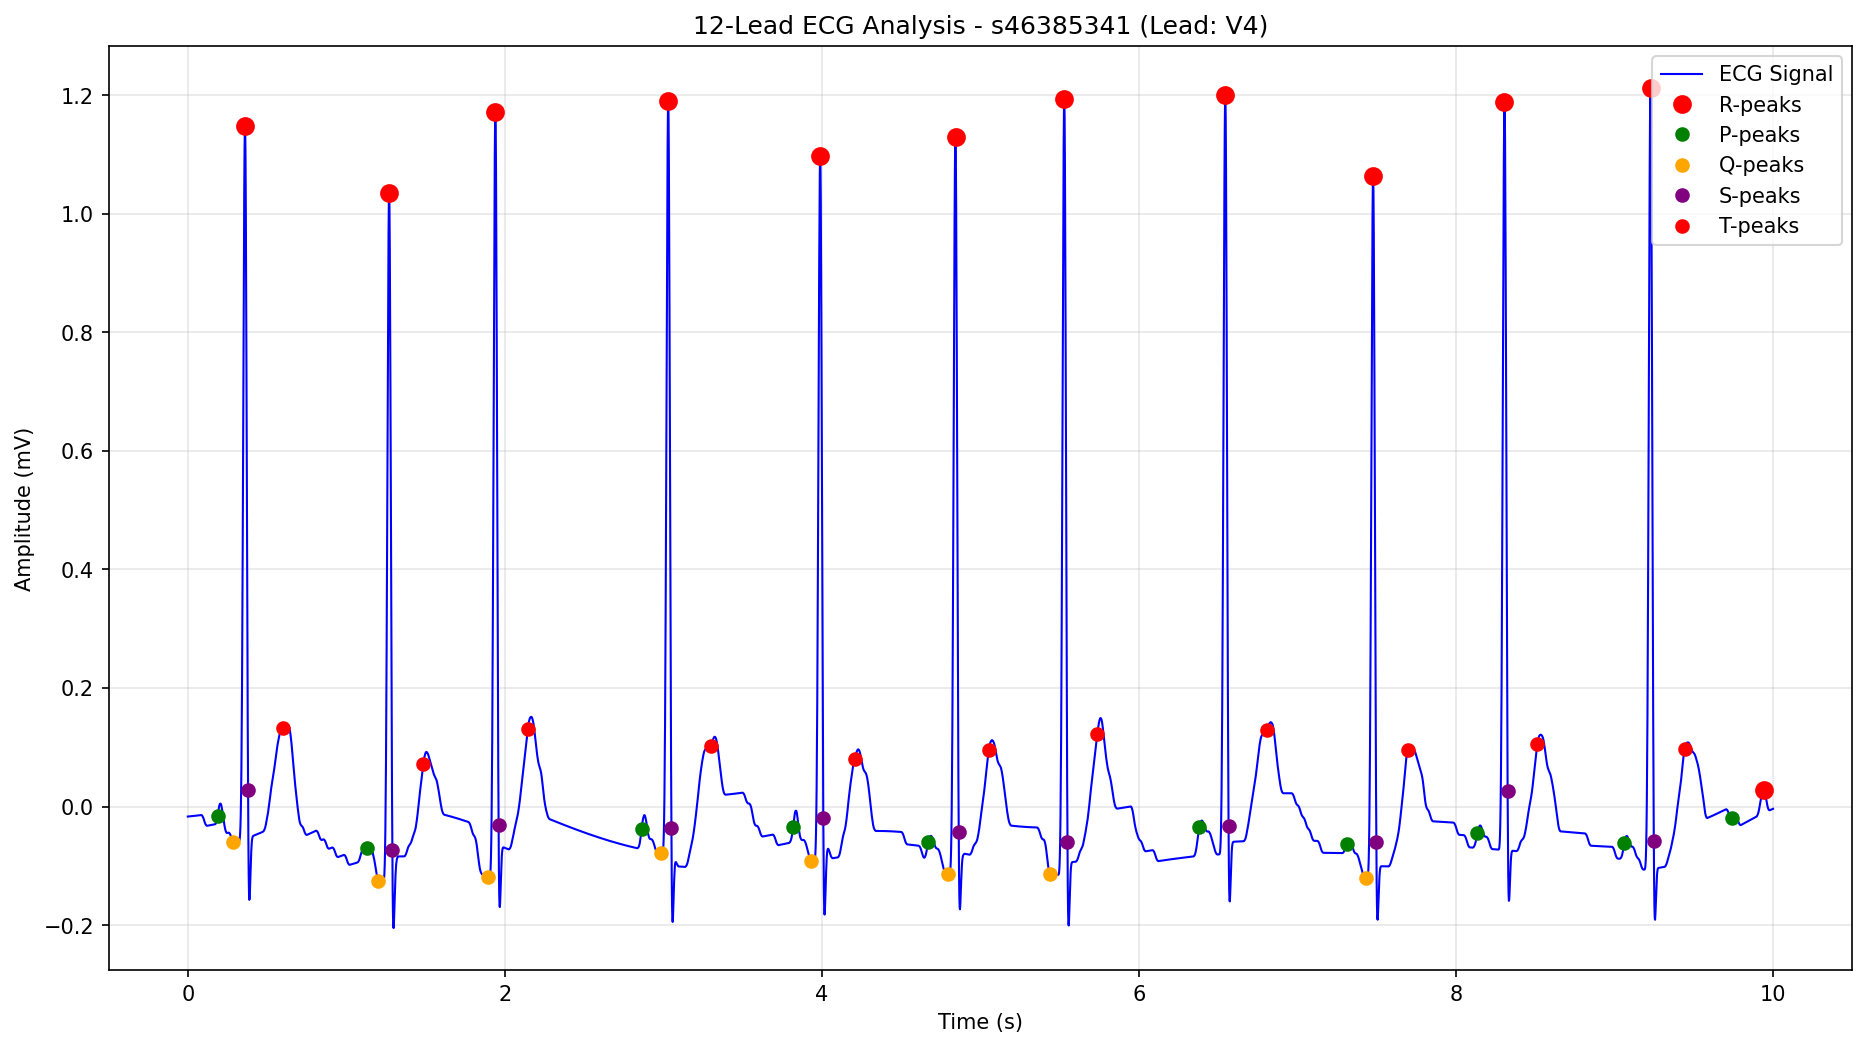 12-Lead ECG Analysis - s46385341 (Lead: V4)
ECG Signal
R-peaks
P-peaks
Q-peaks
S-peaks
T-peaks
Amplitude (mV)
1.2
1.0
0.8
0.6
0.4
0.2
0.0
−0.2
0 2 4 6 8 10
Time (s)